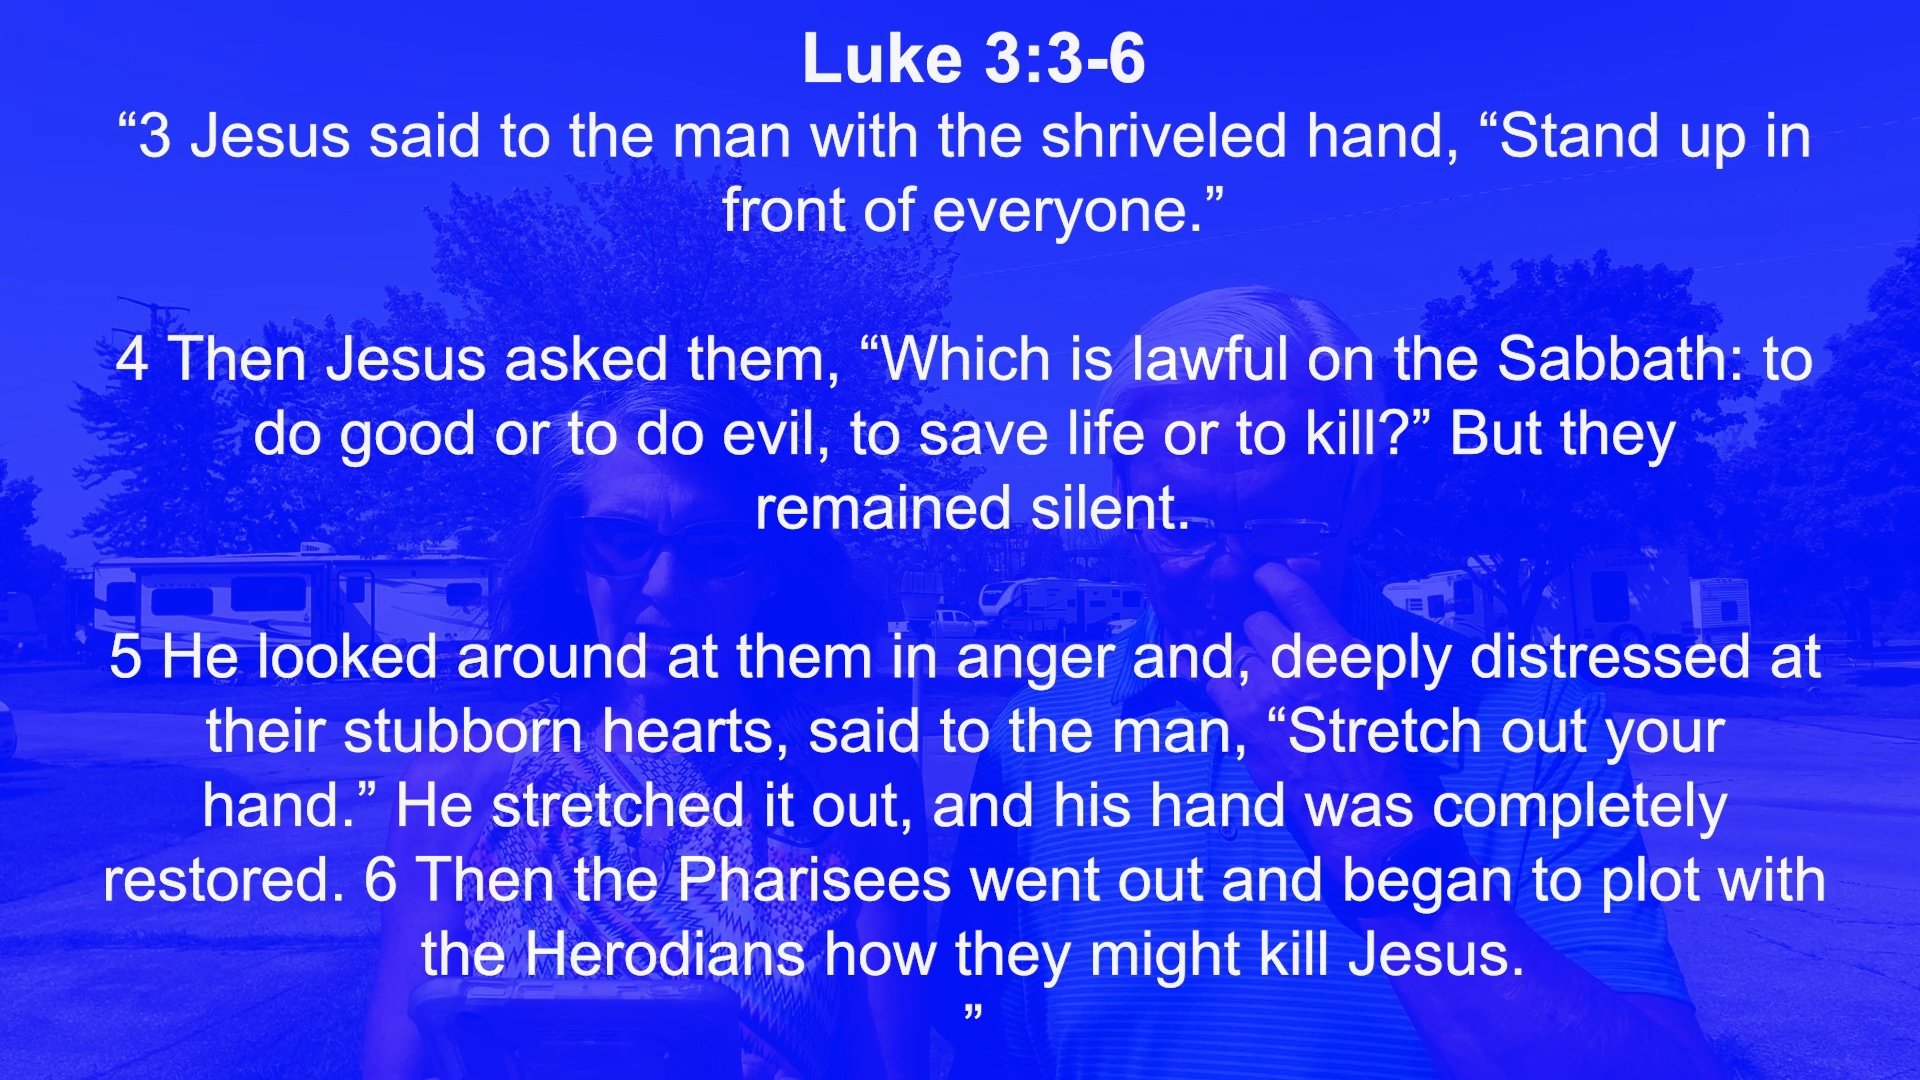 Luke 3:3-6
“3 Jesus said to the man with the shriveled hand, “Stand up in
front of everyone.”
4 Then Jesus asked them, “Which is lawful on the Sabbath: to
do good or to do evil, to save life or to kill?” But they
remained silent.
5 He looked around at them in anger and, deeply distressed at
their stubborn hearts, said to the man, “Stretch out your
hand.” He stretched it out, and his hand was completely
restored. 6 Then the Pharisees went out and began to plot with
the Herodians how they might kill Jesus.
”